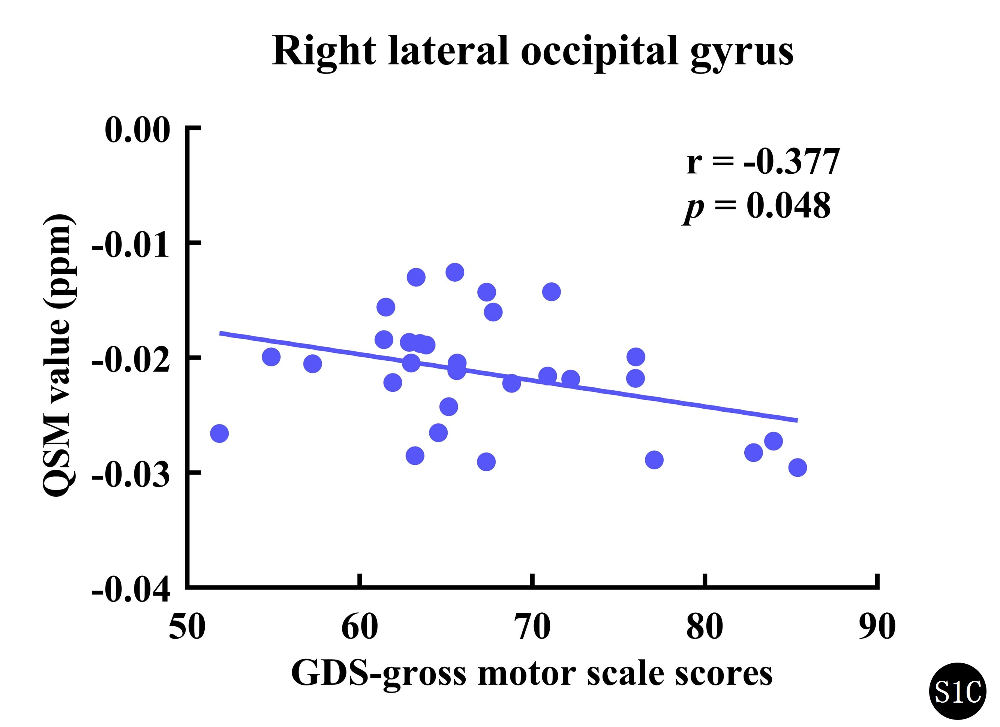 Right lateral occipital gyrus
r = -0.377
p = 0.048
QSM value (ppm)
0.00
-0.01
-0.02
-0.03
-0.04
50 60 70 80 90
GDS-gross motor scale scores
S1C